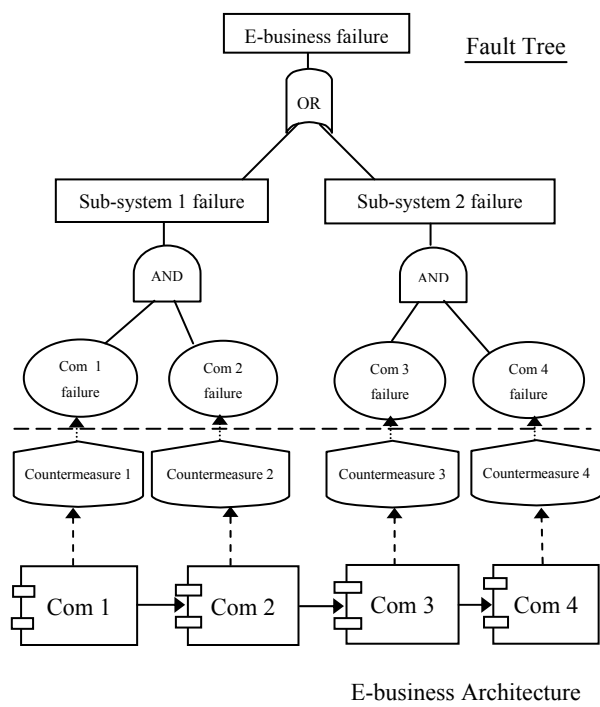 E-business failure
Fault Tree
OR
Sub-system 1 failure
Sub-system 2 failure
AND
AND
Com 1
failure
Com 2
failure
Com 3
failure
Com 4
failure
Countermeasure 1
Countermeasure 2
Countermeasure 3
Countermeasure 4
Com 1
Com 2
Com 3
Com 4
E-business Architecture